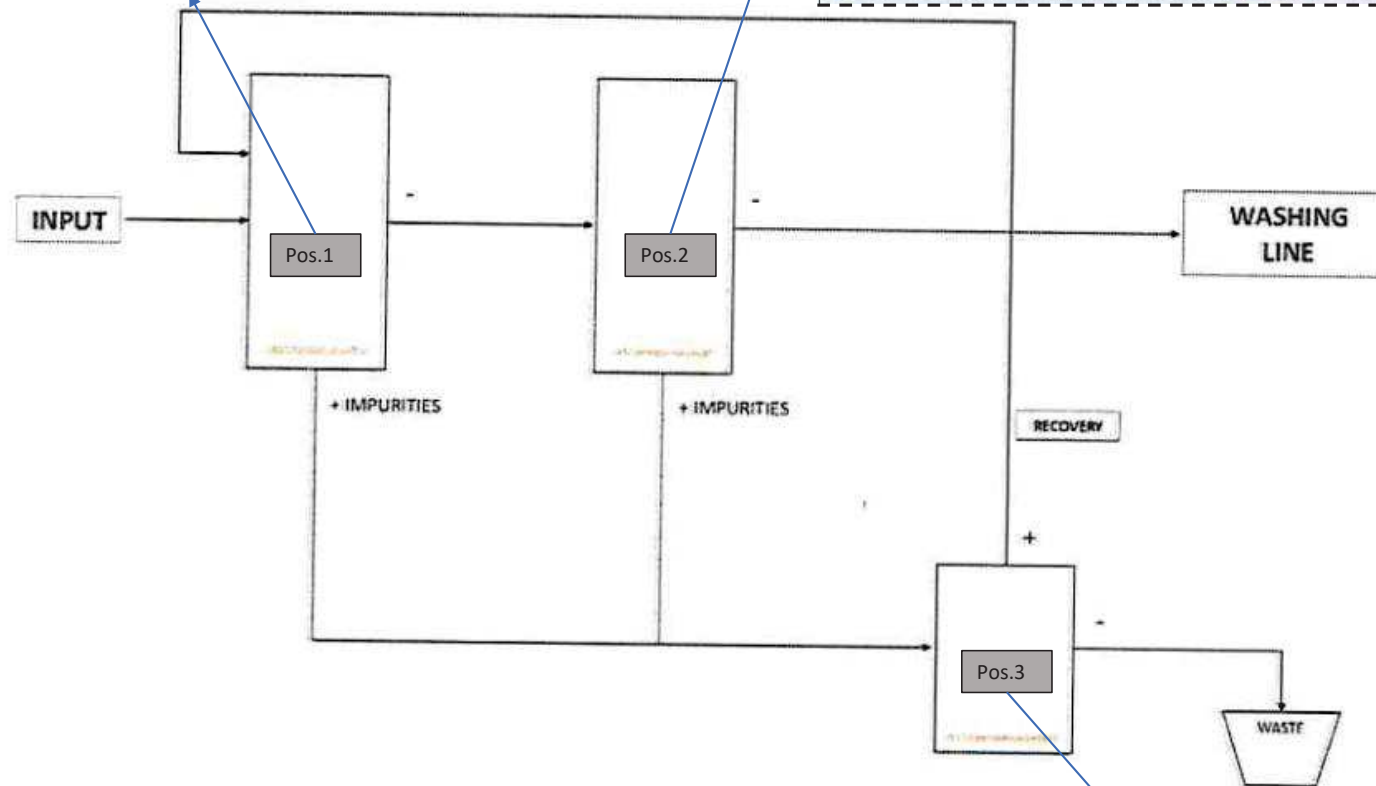 -
-
INPUT
WASHING
LINE
Pos.1
Pos.2
+ IMPURITIES
+ IMPURITIES
RECOVERY
+
-
Pos.3
WASTE